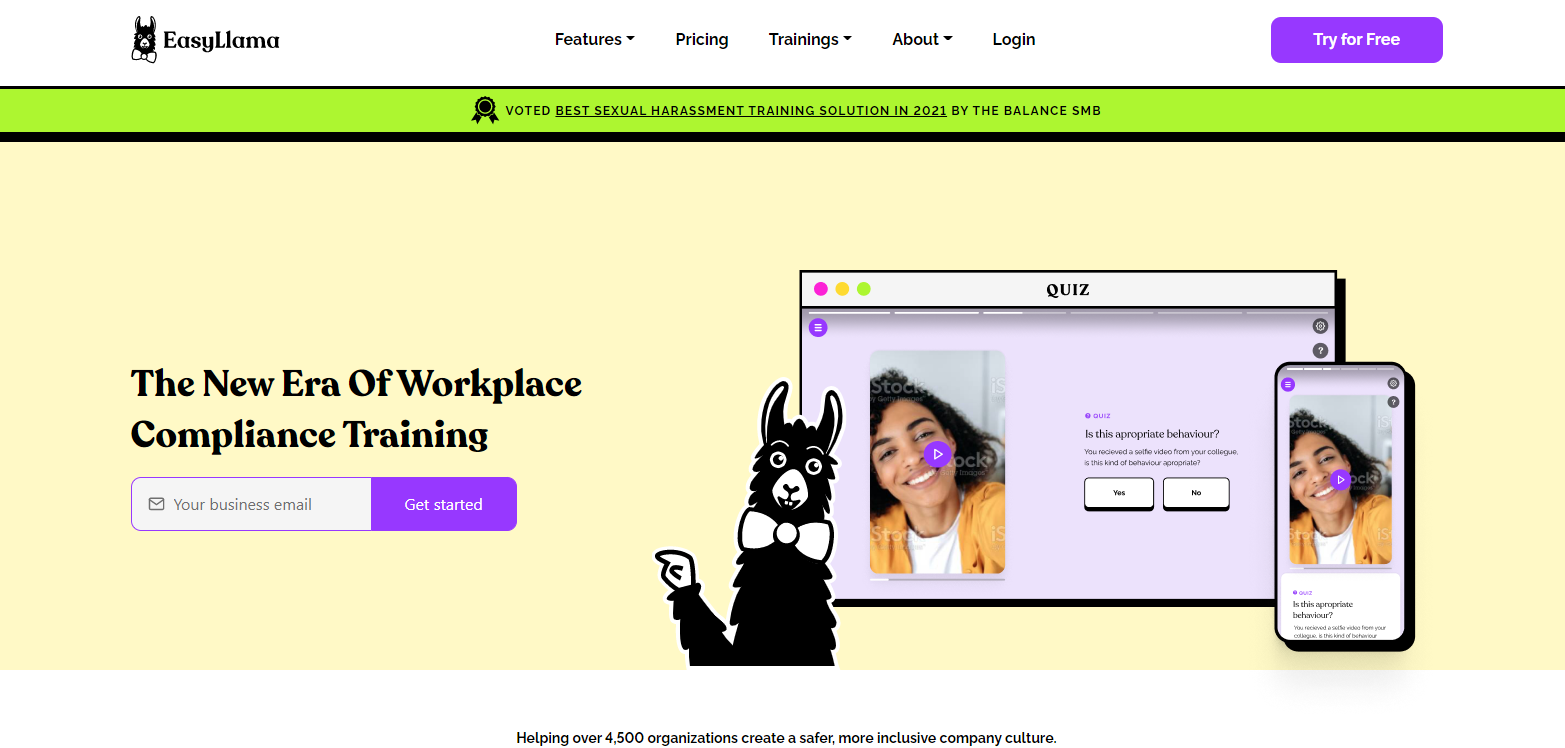 EasyLlama
Features
Pricing
Trainings
About
Login
Try for Free
VOTED BEST SEXUAL HARASSMENT TRAINING SOLUTION IN 2021 BY THE BALANCE SMB
The New Era Of Workplace
Compliance Training
Your business email
Get started
QUIZ
?
iStock
by Getty Images
iS
QUIZ
Is this apropriate behaviour?
You recieved a selfie video from your collegue.
is this kind of behaviour apropriate?
Yes
No
?
QUIZ
Is this apropriate
behaviour?
You recieved a selfie video from your
collegue. is this kind of behaviour
Helping over 4,500 organizations create a safer, more inclusive company culture.